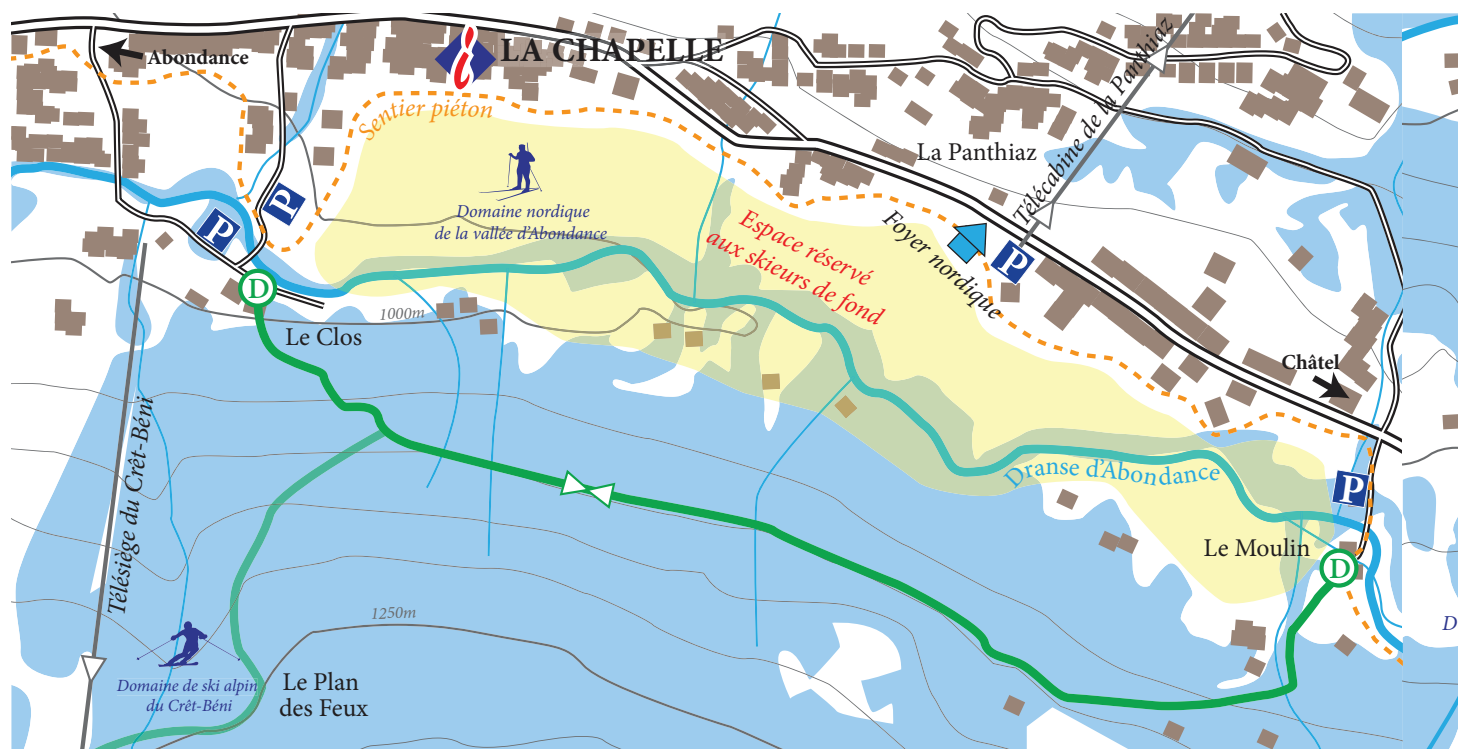 Abondance
i
LA CHAPELLE
Sentier piéton
Télécabine de la Panthiaz
La Panthiaz
P
P
Domaine nordique
de la vallée d'Abondance
Espace réservé
aux skieurs de fond
Foyer nordique
P
D
1000m
Le Clos
Châtel
Télésiège du Crêt-Béni
Dranse d'Abondance
P
Le Moulin
D
1250m
D
Domaine de ski alpin
du Crêt-Béni
Le Plan
des Feux